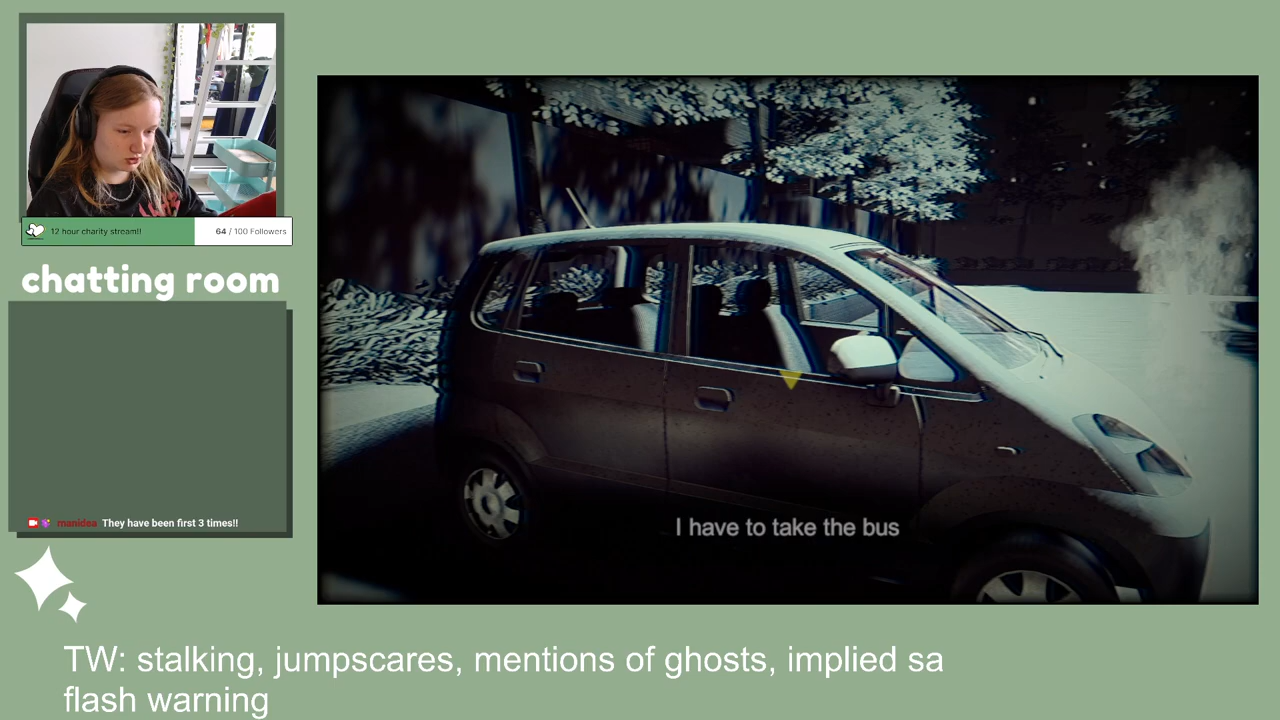 12 hour charity stream!!
64 / 100 Followers
chatting room
manidea They have been first 3 times!!
I have to take the bus
TW: stalking, jumpscares, mentions of ghosts, implied sa
flash warning